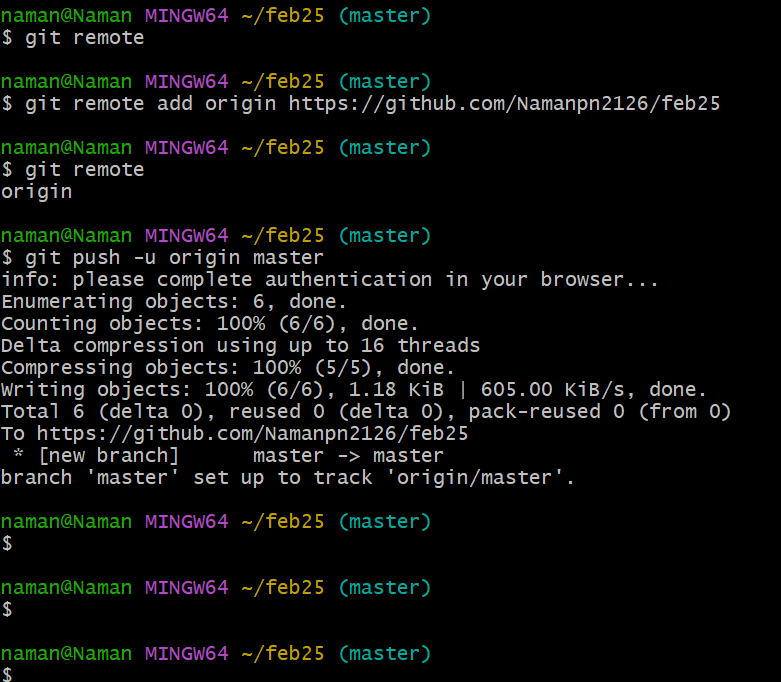 naman@Naman MINGW64 ~/feb25 (master)
$ git remote
naman@Naman MINGW64 ~/feb25 (master)
$ git remote add origin https://github.com/Namanpn2126/feb25
naman@Naman MINGW64 ~/feb25 (master)
$ git remote
origin
naman@Naman MINGW64 ~/feb25 (master)
$ git push -u origin master
info: please complete authentication in your browser...
Enumerating objects: 6, done.
Counting objects: 100% (6/6), done.
Delta compression using up to 16 threads
Compressing objects: 100% (5/5), done.
Writing objects: 100% (6/6), 1.18 KiB | 605.00 KiB/s, done.
Total 6 (delta 0), reused 0 (delta 0), pack-reused 0 (from 0)
To https://github.com/Namanpn2126/feb25
 * [new branch]      master -> master
branch 'master' set up to track 'origin/master'.
naman@Naman MINGW64 ~/feb25 (master)
$
naman@Naman MINGW64 ~/feb25 (master)
$
naman@Naman MINGW64 ~/feb25 (master)
$